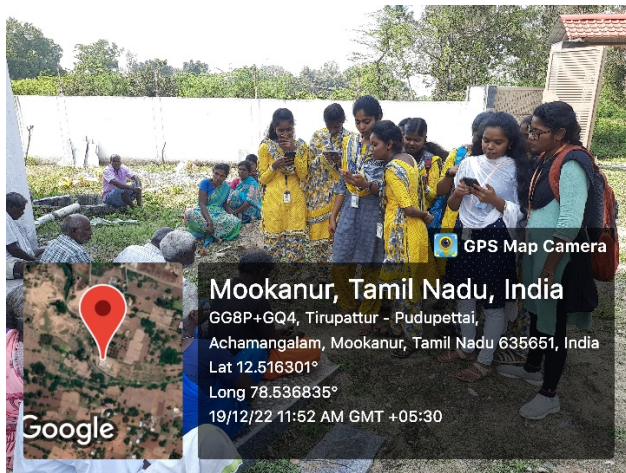 GPS Map Camera
Mookanur, Tamil Nadu, India
GG8P+GQ4, Tirupattur - Pudupettai,
Achamangalam, Mookanur, Tamil Nadu 635651, India
Lat 12.516301°
Long 78.536835°
19/12/22 11:52 AM GMT +05:30
Google